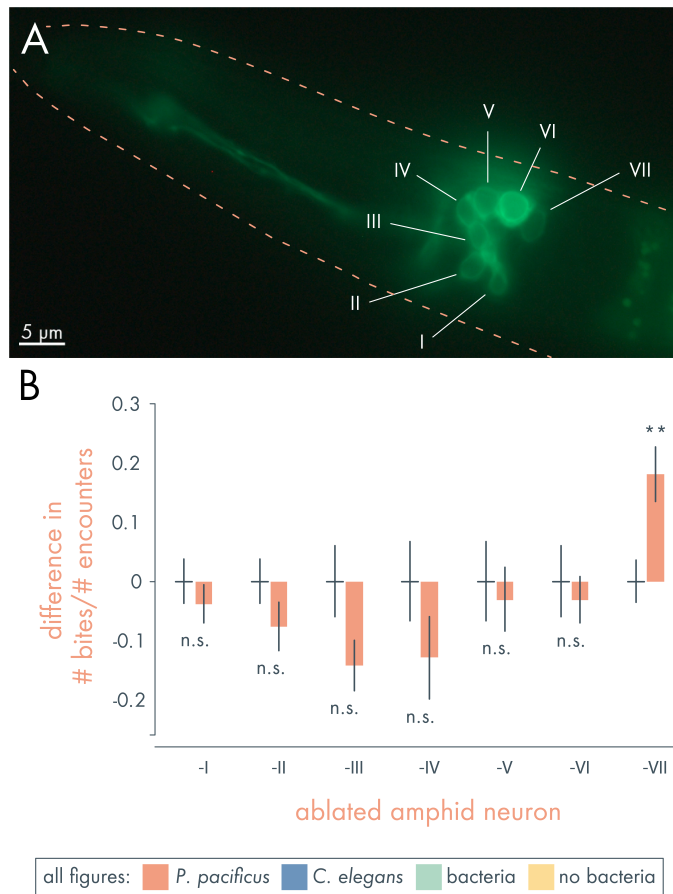 A
V
VI
IV
VII
III
II
I
5 µm
B
difference in
# bites/# encounters
0.3
0.2
0.1
0
-0.1
-0.2
**
n.s.
n.s.
n.s.
n.s.
n.s.
n.s.
-I
-II
-III
-IV
-V
-VI
-VII
ablated amphid neuron
all figures: P. pacificus C. elegans bacteria no bacteria